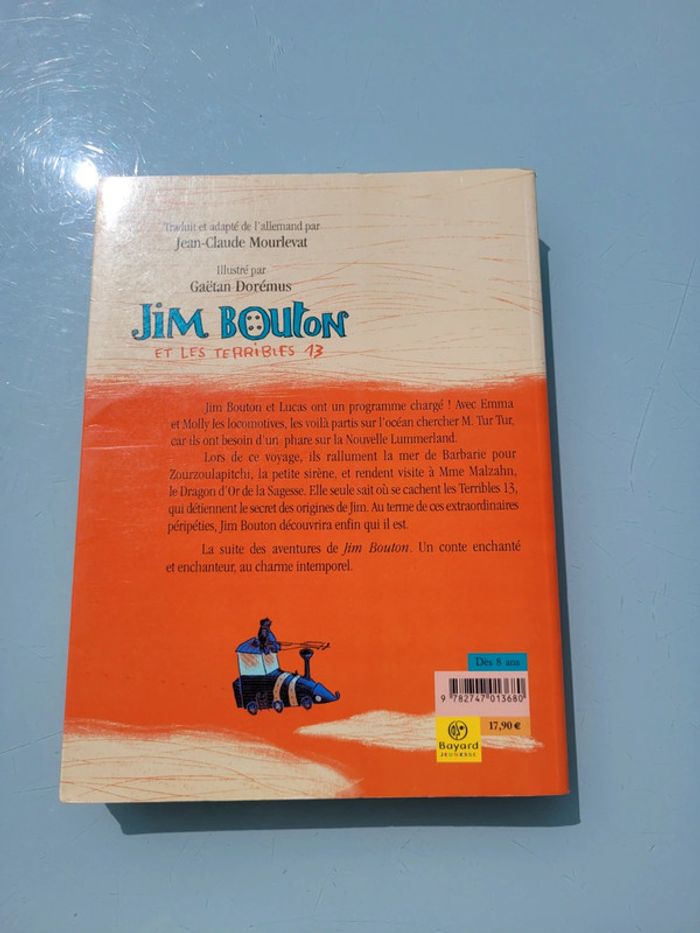 Traduit et adapté de l'allemand par
Jean-Claude Mourlevat
Illustré par
Gaëtan Dorémus
JiM BOUtON
ET LES TERRIBLES 13
Jim Bouton et Lucas ont un programme chargé ! Avec Emma
et Molly les locomotives, les voilà partis sur l'océan chercher M. Tur Tur,
car ils ont besoin d'un phare sur la Nouvelle Lummerland.
Lors de ce voyage, ils rallument la mer de Barbarie pour
Zourzoulapitchi, la petite sirène, et rendent visite à Mme Malzahn,
le Dragon d'Or de la Sagesse. Elle seule sait où se cachent les Terribles 13,
qui détiennent le secret des origines de Jim. Au terme de ces extraordinaires
péripéties, Jim Bouton découvrira enfin qui il est.
La suite des aventures de Jim Bouton. Un conte enchanté
et enchanteur, au charme intemporel.
Dès 8 ans
9 782747 013680
17,90 €
Bayard
JEUNESSE